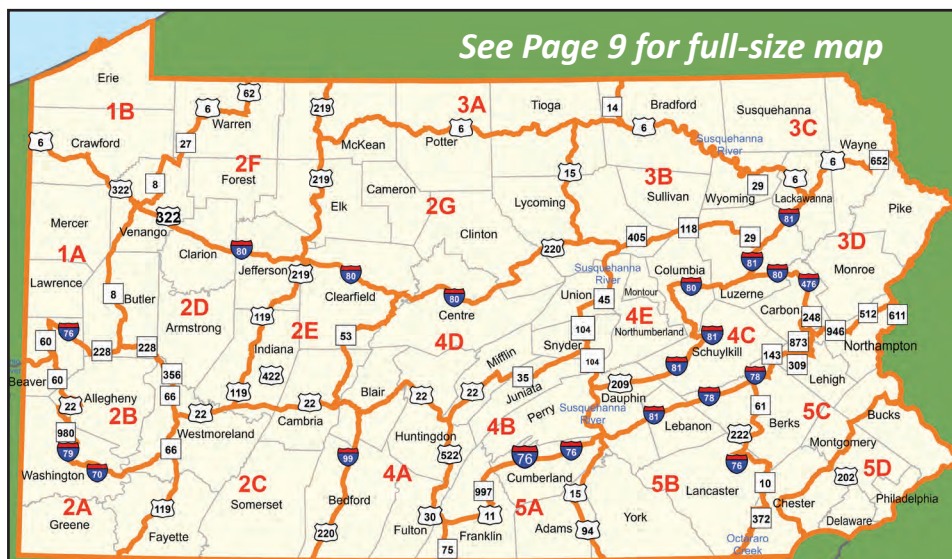 See Page 9 for full-size map
Erie
1B
6
Crawford
27
6
62
Warren
219
McKean
3A
6
Potter
Tioga
14
Bradford
6
Susquehanna
River
Susquehanna
3C
Wayne
6
652
322
8
2F
Forest
219
Elk
Cameron
15
3B
Sullivan
Wyoming
29
6
Lackawanna
81
Pike
322
Venango
Mercer
1A
Lawrence
Clarion
80
Jefferson
219
2G
Clinton
Lycoming
220
405
118
29
81
3D
Monroe
8
Butler
2D
Armstrong
80
Clearfield
80
Centre
Susquehanna
River
Union
45
Montour
Columbia
80
Luzerne
80
476
76
60
228
228
119
2E
53
Indiana
422
4D
4E
Northumberland
Snyder
104
104
Carbon
248
946
512
611
Northampton
Beaver
60
Allegheny
22
2B
356
66
119
22
Westmoreland
Cambria
22
Blair
22
Mifflin
22
35
Juniata
Perry
209
Dauphin
81
81
4C
Schuylkill
873
143
309
78
Lehigh
980
79
Washington
70
66
Huntingdon
522
4B
Susquehanna
River
81
Lebanon
78
61
Berks
5C
Bucks
222
Montgomery
2A
Greene
119
Fayette
2C
Somerset
99
Bedford
220
4A
Fulton
30
75
997
11
Franklin
76
76
Cumberland
5A
Adams
15
94
York
5B
Lancaster
76
10
372
Octararo
Creek
Chester
202
5D
Philadelphia
Delaware